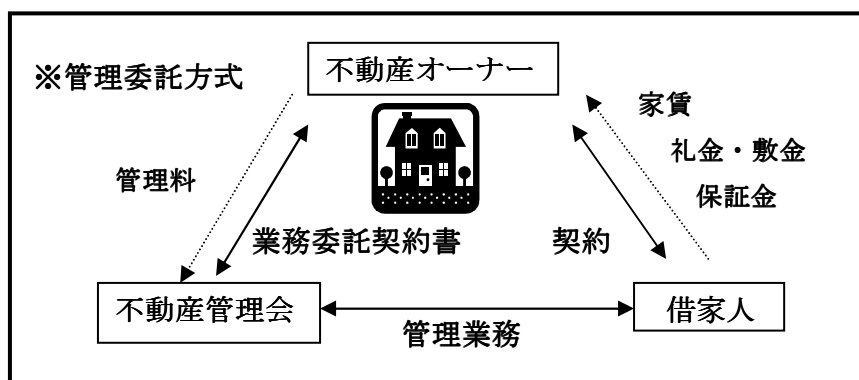 不動産オーナー
※管理委託方式
家賃
礼金・敷金
保証金
管理料
業務委託契約書
契約
不動産管理会
借家人
管理業務